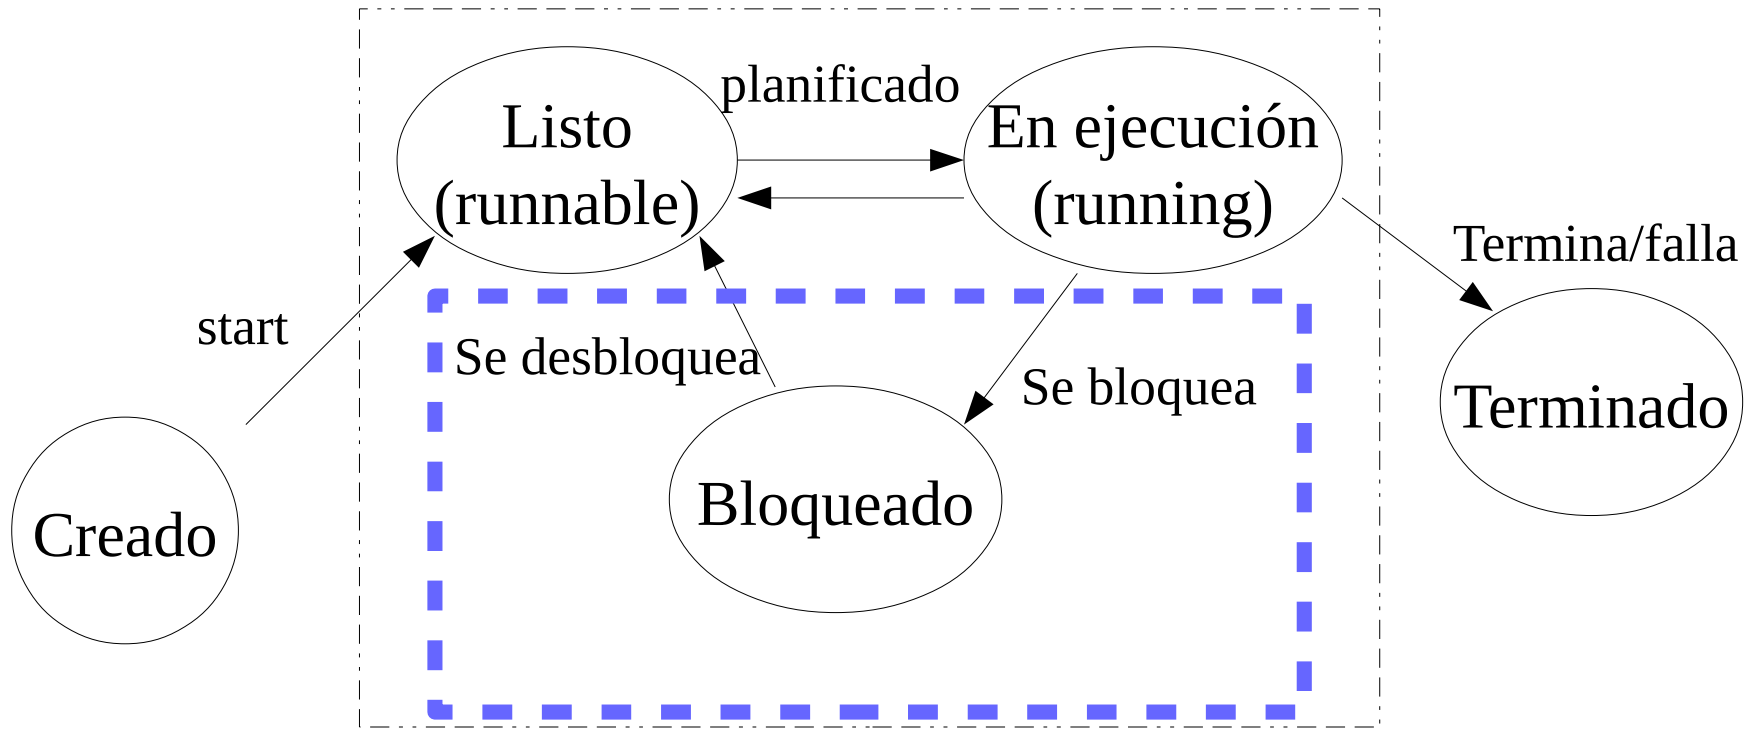 planificado
Listo
(runnable)
En ejecución
(running)
Termina/falla
start
Se desbloquea
Se bloquea
Terminado
Bloqueado
Creado